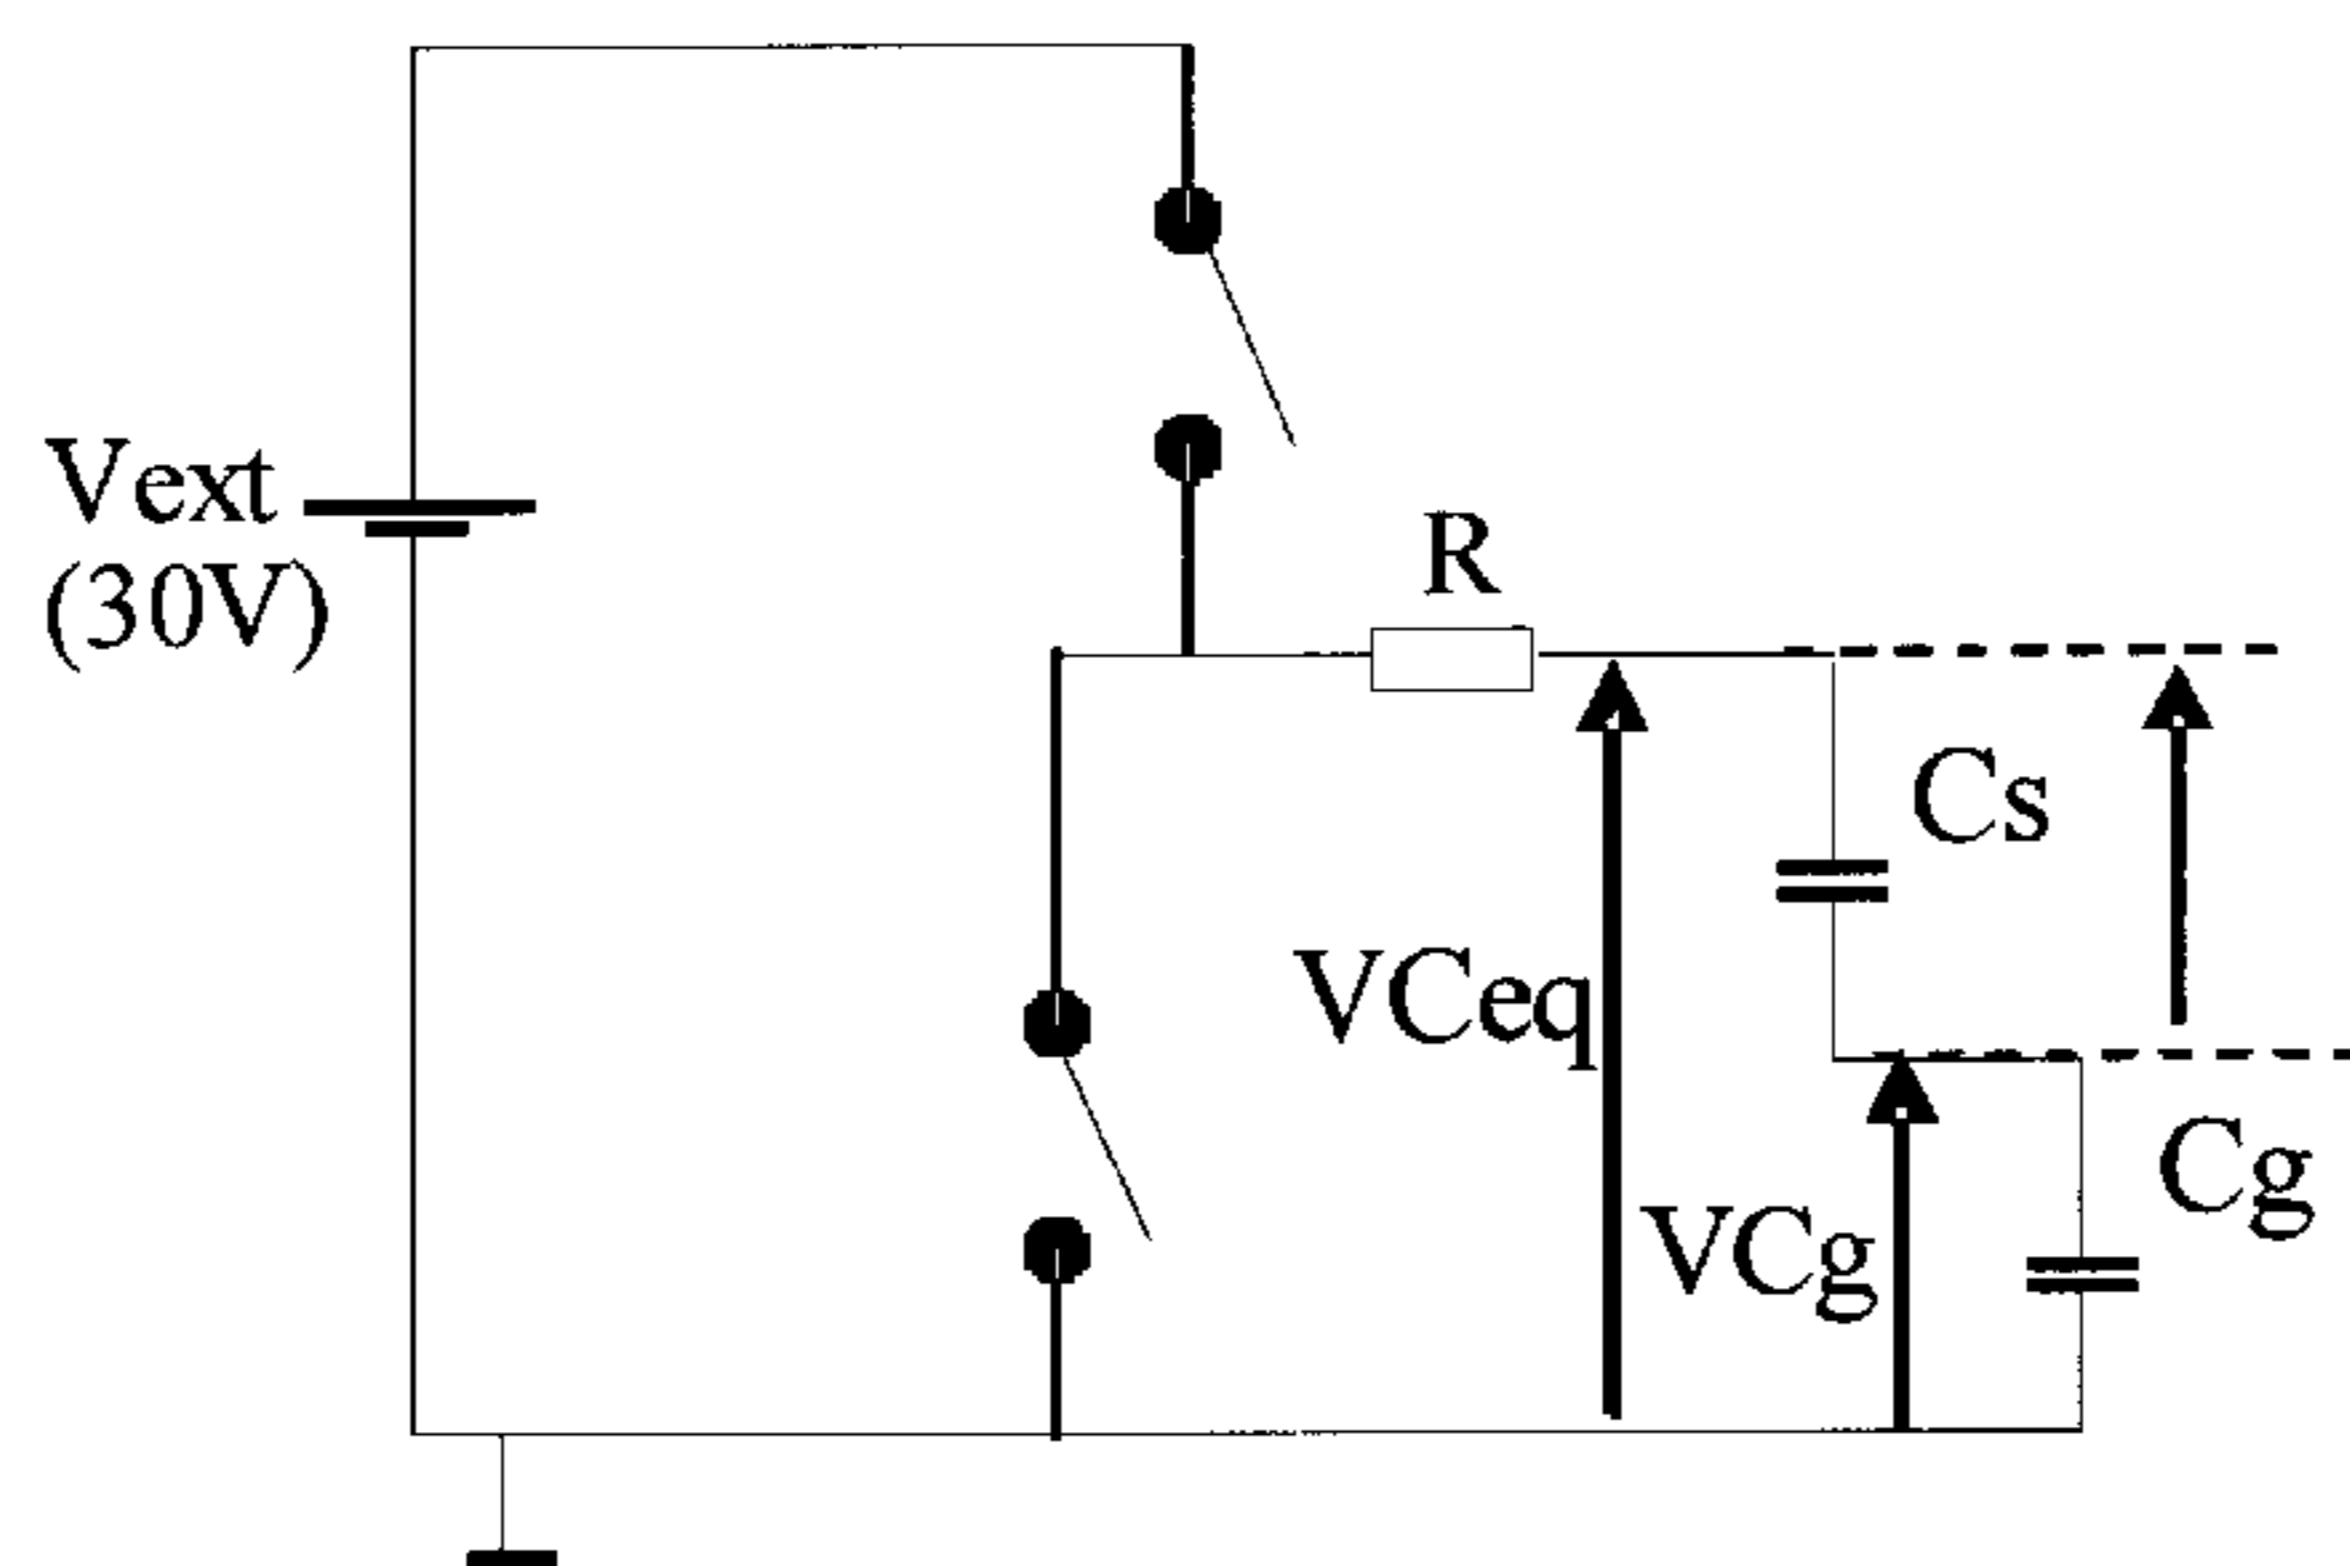 Vext
(30V)
R
Cs
VCeq
Cg
VCg